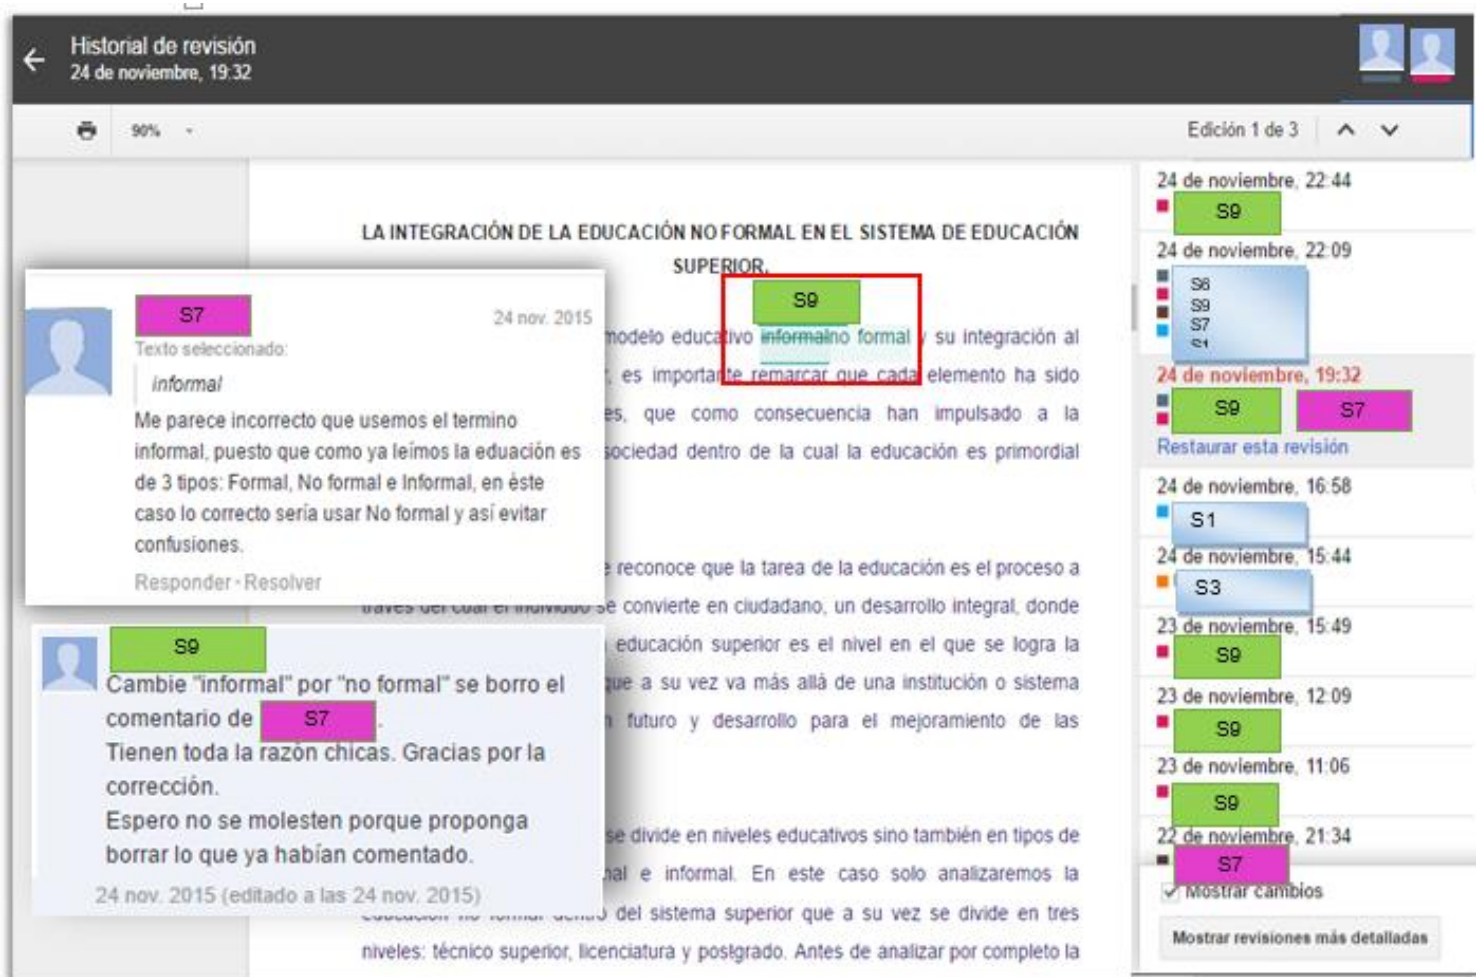 Historial de revisión
24 de noviembre, 19:32
90%
Edición 1 de 3
LA INTEGRACIÓN DE LA EDUCACIÓN NO FORMAL EN EL SISTEMA DE EDUCACIÓN
SUPERIOR.
S9
modelo educativo informalno formal y su integración al
, es importante remarcar que cada elemento ha sido
es, que como consecuencia han impulsado a la
sociedad dentro de la cual la educación es primordial
e reconoce que la tarea de la educación es el proceso a
través del cual el individuo se convierte en ciudadano, un desarrollo integral, donde
educación superior es el nivel en el que se logra la
que a su vez va más allá de una institución o sistema
futuro y desarrollo para el mejoramiento de las
se divide en niveles educativos sino también en tipos de
e informal. En este caso solo analizaremos la
educación no formal dentro del sistema superior que a su vez se divide en tres
niveles: técnico superior, licenciatura y postgrado. Antes de analizar por completo la
S7
24 nov. 2015
Texto seleccionado:
informal
Me parece incorrecto que usemos el termino
informal, puesto que como ya leímos la eduación es
de 3 tipos: Formal, No formal e Informal, en èste
caso lo correcto sería usar No formal y así evitar
confusiones.
Responder · Resolver
S9
Cambie "informal" por "no formal" se borro el
comentario de S7.
Tienen toda la razón chicas. Gracias por la
corrección.
Espero no se molesten porque proponga
borrar lo que ya habían comentado.
24 nov. 2015 (editado a las 24 nov. 2015)
24 de noviembre, 22:44
S9
24 de noviembre, 22:09
S6
S9
S7
S1
24 de noviembre, 19:32
S9 S7
Restaurar esta revisión
24 de noviembre, 16:58
S1
24 de noviembre, 15:44
S3
23 de noviembre, 15:49
S9
23 de noviembre, 12:09
S9
23 de noviembre, 11:06
S9
22 de noviembre, 21:34
S7
Mostrar cambios
Mostrar revisiones más detalladas